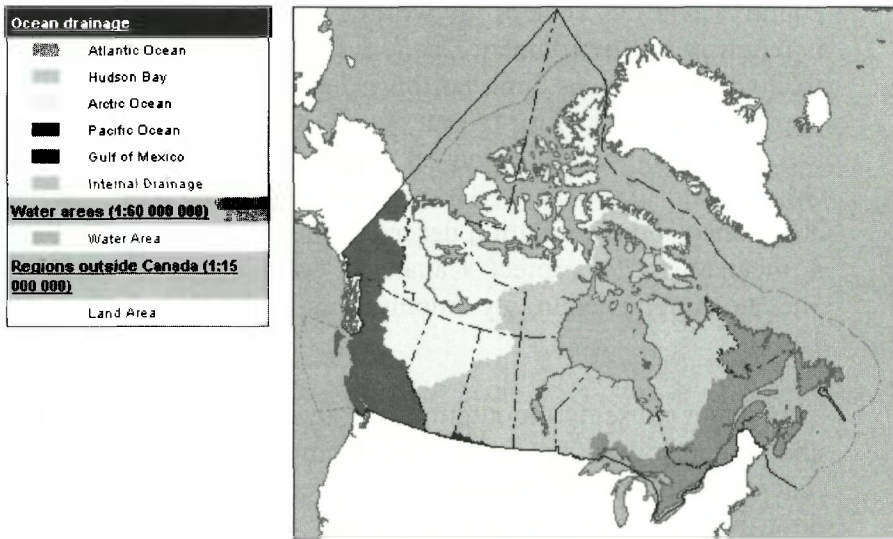 Ocean drainage
Atlantic Ocean
Hudson Bay
Arctic Ocean
Pacific Ocean
Gulf of Mexico
Internal Drainage
Water areas (1:60 000 000)
Water Area
Regions outside Canada (1:15
000 000)
Land Area